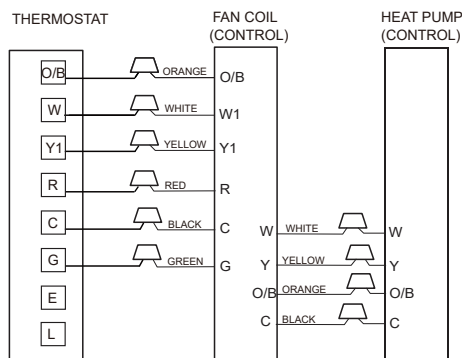 THERMOSTAT
FAN COIL
(CONTROL)
HEAT PUMP
(CONTROL)
O/B ORANGE O/B
W WHITE W1
Y1 YELLOW Y1
R RED R
C BLACK C
G GREEN G
E
L
W WHITE W
Y YELLOW Y
O/B ORANGE O/B
C BLACK C